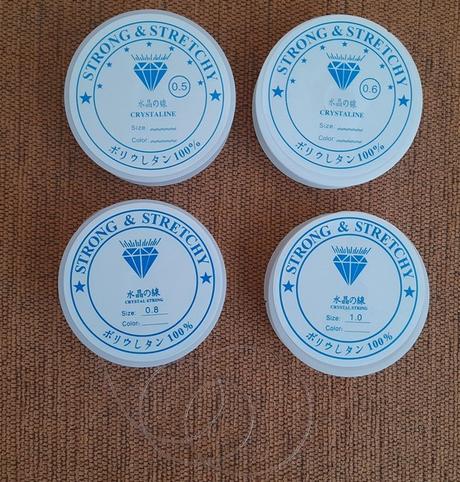 STRONG & STRETCHY
0.5
水晶の線
CRYSTALINE
Size:
Color:
ポリウしタン100%
STRONG & STRETCHY
0.6
水晶の線
CRYSTALINE
Size:
Color:
ポリウしタン100%
STRONG & STRETCHY
水晶の線
CRYSTAL STRING
Size: 0.8
Color:
ポリウしタン100%
STRONG & STRETCHY
水晶の線
CRYSTAL STRING
Size: 1.0
Color:
ポリウしタン100%